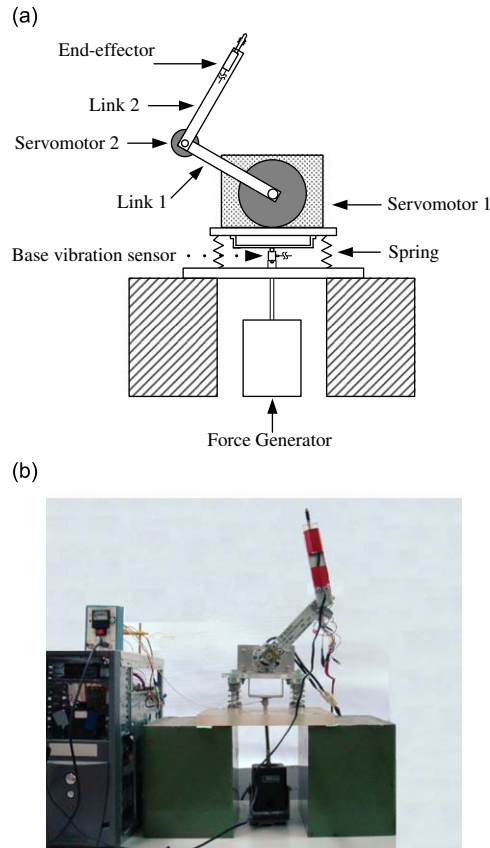 (a)
End-effector
Link 2
Servomotor 2
Link 1
Servomotor 1
Base vibration sensor
Spring
Force Generator
(b)